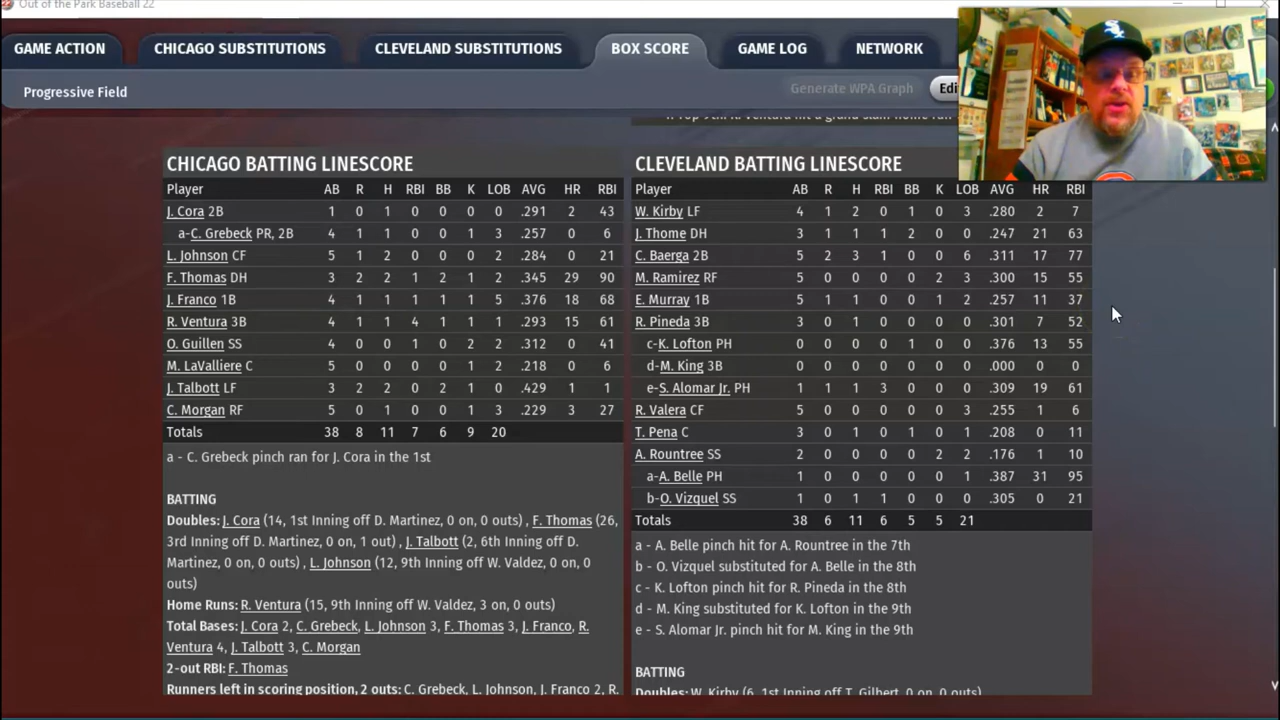 Out of the Park Baseball 22
GAME ACTION CHICAGO SUBSTITUTIONS CLEVELAND SUBSTITUTIONS BOX SCORE GAME LOG NETWORK
Progressive Field Generate WPA Graph
CHICAGO BATTING LINESCORE
Player AB R H RBI BB K LOB AVG HR RBI
J. Cora 2B 1 0 1 0 0 0 0 .291 2 43
a-C. Grebeck PR, 2B 4 1 1 0 0 1 3 .257 0 6
L. Johnson CF 5 1 2 0 0 0 2 .284 0 21
F. Thomas DH 3 2 2 1 2 1 2 .345 29 90
J. Franco 1B 4 1 1 1 1 1 5 .376 18 68
R. Ventura 3B 4 1 1 4 1 1 1 .293 15 61
O. Guillen SS 4 0 0 1 0 2 2 .312 0 41
M. LaValliere C 5 0 0 0 0 1 2 .218 0 6
J. Talbott LF 3 2 2 0 2 1 0 .429 1 1
C. Morgan RF 5 0 1 0 0 1 3 .229 3 27
Totals 38 8 11 7 6 9 20
a - C. Grebeck pinch ran for J. Cora in the 1st
BATTING
Doubles: J. Cora (14, 1st Inning off D. Martinez, 0 on, 0 outs) , F. Thomas (26,
3rd Inning off D. Martinez, 0 on, 1 out) , J. Talbott (2, 6th Inning off D.
Martinez, 0 on, 0 outs) , L. Johnson (12, 9th Inning off W. Valdez, 0 on, 0
outs)
Home Runs: R. Ventura (15, 9th Inning off W. Valdez, 3 on, 0 outs)
Total Bases: J. Cora 2, C. Grebeck, L. Johnson 3, F. Thomas 3, J. Franco, R.
Ventura 4, J. Talbott 3, C. Morgan
2-out RBI: F. Thomas
Runners left in scoring position, 2 outs: C. Grebeck, L. Johnson, J. Franco 2, R.
CLEVELAND BATTING LINESCORE
Player AB R H RBI BB K LOB AVG HR RBI
W. Kirby LF 4 1 2 0 1 0 3 .280 2 7
J. Thome DH 3 1 1 1 2 0 0 .247 21 63
C. Baerga 2B 5 2 3 1 0 0 6 .311 17 77
M. Ramirez RF 5 0 1 0 0 2 3 .300 15 55
E. Murray 1B 5 1 1 0 0 1 2 .257 11 37
R. Pineda 3B 3 0 1 0 0 0 0 .301 7 52
c-K. Lofton PH 0 0 0 0 1 0 0 .376 13 55
d-M. King 3B 0 0 0 0 0 0 0 .000 0 0
e-S. Alomar Jr. PH 1 1 1 3 0 0 0 .309 19 61
R. Valera CF 5 0 0 0 0 0 3 .255 1 6
T. Pena C 3 0 1 0 1 0 1 .208 0 11
A. Rountree SS 2 0 0 0 0 2 2 .176 1 10
a-A. Belle PH 1 0 0 0 0 0 1 .387 31 95
b-O. Vizquel SS 1 0 1 1 0 0 0 .305 0 21
Totals 38 6 11 6 5 5 21
a - A. Belle pinch hit for A. Rountree in the 7th
b - O. Vizquel substituted for A. Belle in the 8th
c - K. Lofton pinch hit for R. Pineda in the 8th
d - M. King substituted for K. Lofton in the 9th
e - S. Alomar Jr. pinch hit for M. King in the 9th
BATTING
Doubles: W. Kirby (6, 1st Inning off T. Gilbert, 0 on, 0 outs)